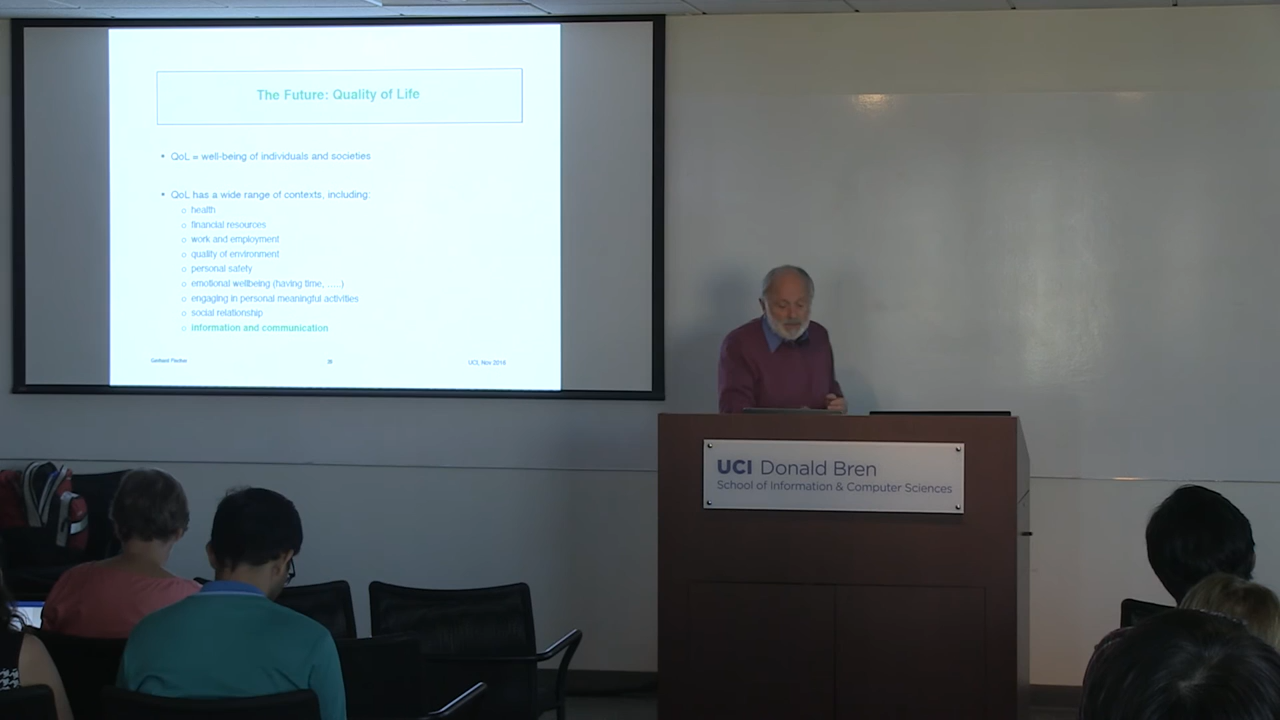 The Future: Quality of Life
• QoL = well-being of individuals and societies
• QoL has a wide range of contexts, including:
o health
o financial resources
o work and employment
o quality of environment
o personal safety
o emotional wellbeing (having time, ....)
o engaging in personal meaningful activities
o social relationship
o information and communication
Gerhard Fischer
UCI, Nov 2016
UCI Donald Bren
School of Information & Computer Sciences